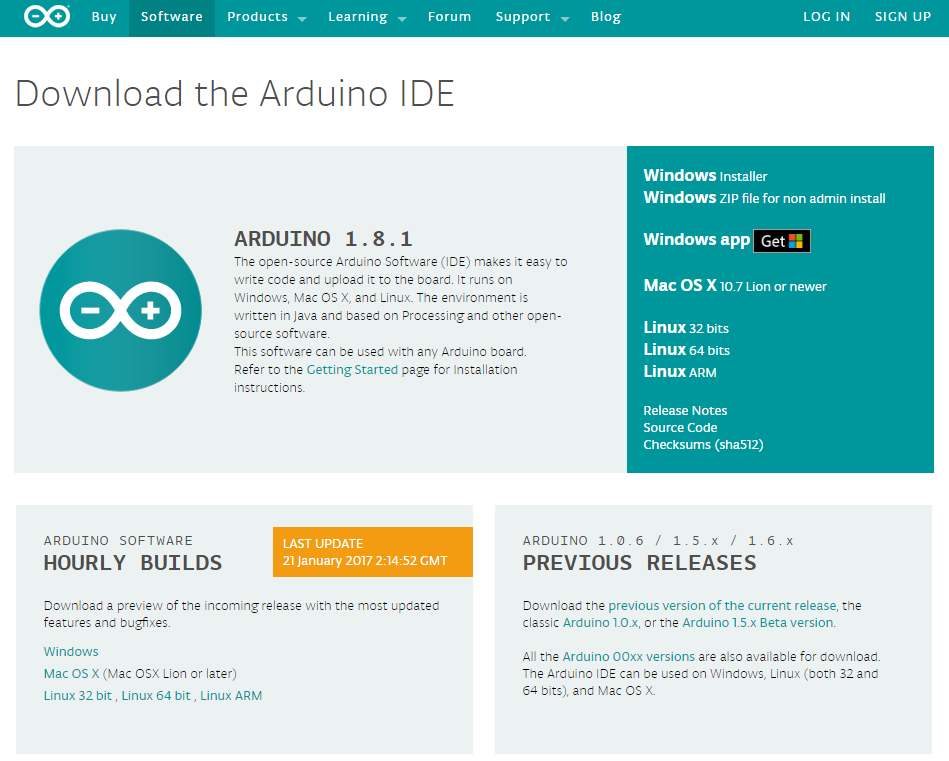 Buy Software Products Learning Forum Support Blog LOG IN SIGN UP
Download the Arduino IDE
ARDUINO 1.8.1
The open-source Arduino Software (IDE) makes it easy to
write code and upload it to the board. It runs on
Windows, Mac OS X, and Linux. The environment is
written in Java and based on Processing and other open-
source software.
This software can be used with any Arduino board.
Refer to the Getting Started page for Installation
instructions.
Windows Installer
Windows ZIP file for non admin install
Windows app Get
Mac OS X 10.7 Lion or newer
Linux 32 bits
Linux 64 bits
Linux ARM
Release Notes
Source Code
Checksums (sha512)
ARDUINO SOFTWARE
HOURLY BUILDS
LAST UPDATE
21 January 2017 2:14:52 GMT
Download a preview of the incoming release with the most updated
features and bugfixes.
Windows
Mac OS X (Mac OSX Lion or later)
Linux 32 bit , Linux 64 bit , Linux ARM
ARDUINO 1.0.6 / 1.5.x / 1.6.x
PREVIOUS RELEASES
Download the previous version of the current release, the
classic Arduino 1.0.x, or the Arduino 1.5.x Beta version.
All the Arduino 00xx versions are also available for download.
The Arduino IDE can be used on Windows, Linux (both 32 and
64 bits), and Mac OS X.